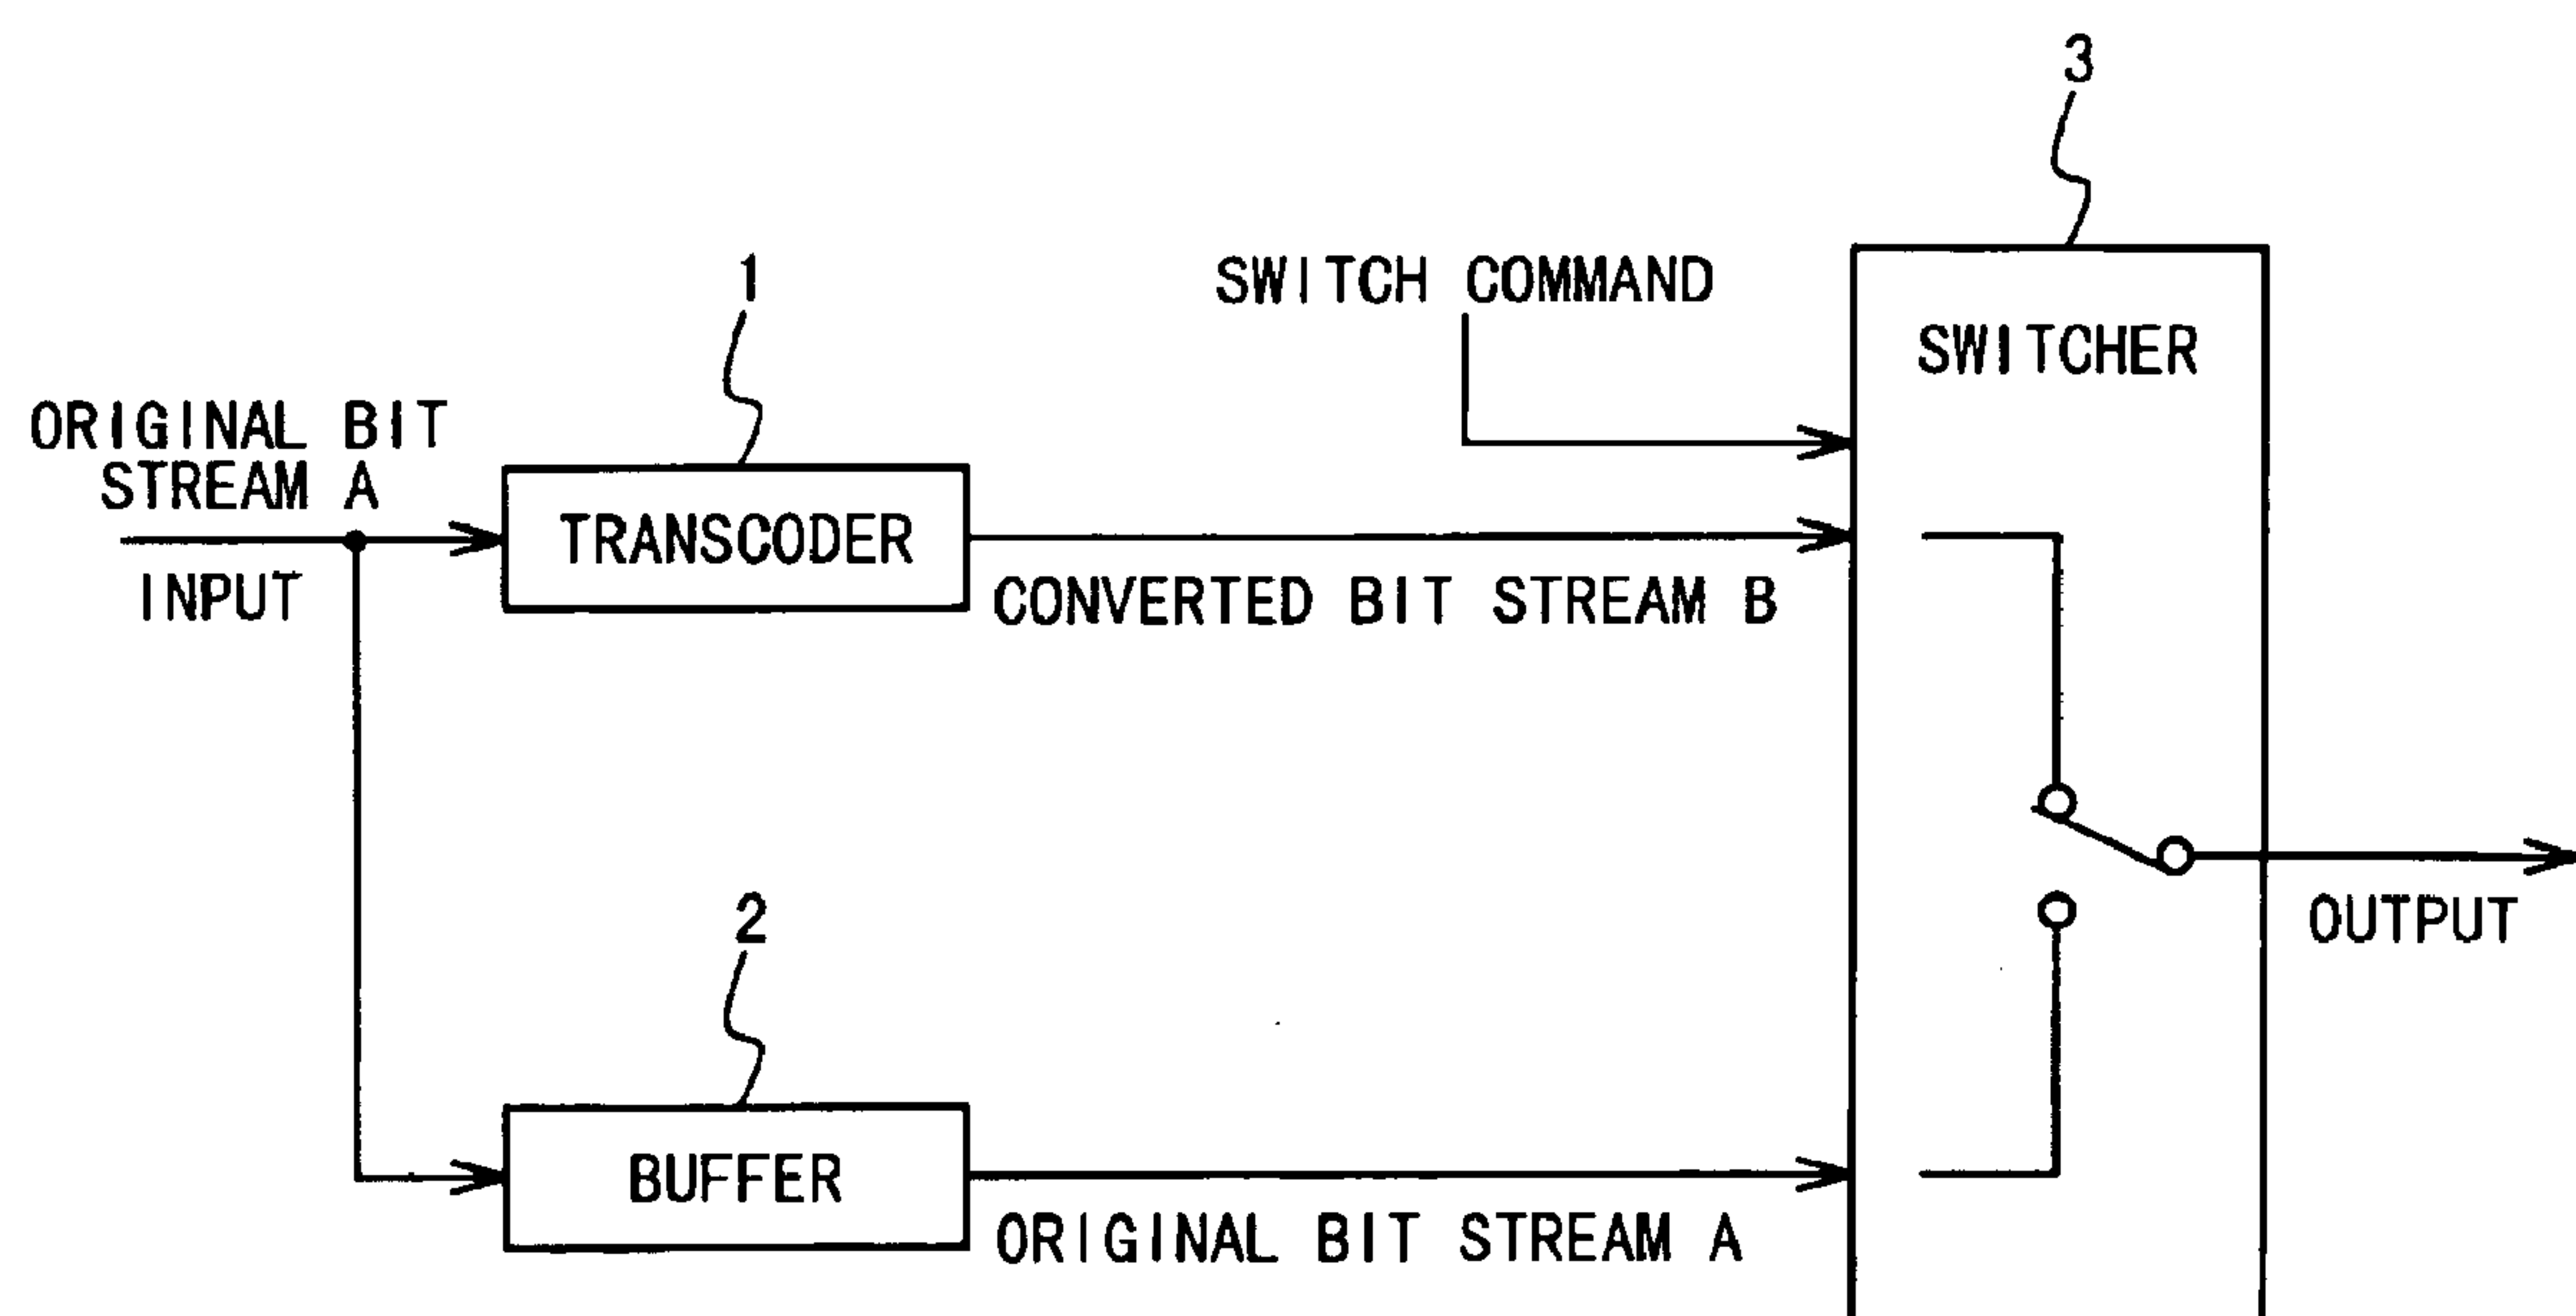 3
1
SWITCH COMMAND
SWITCHER
ORIGINAL BIT
STREAM A
TRANSCODER
INPUT
CONVERTED BIT STREAM B
2
OUTPUT
BUFFER
ORIGINAL BIT STREAM A